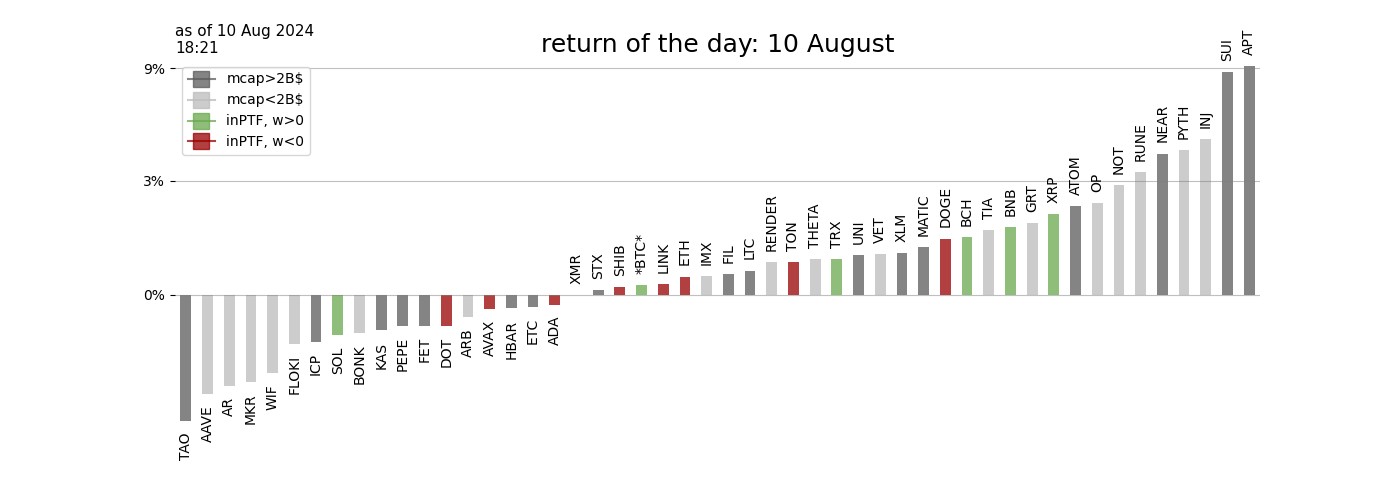 as of 10 Aug 2024
18:21
return of the day: 10 August
9%
3%
0%
mcap>2B$
mcap<2B$
inPTF, w>0
inPTF, w<0
TAO
AAVE
AR
MKR
WIF
FLOKI
ICP
SOL
BONK
KAS
PEPE
FET
DOT
ARB
AVAX
HBAR
ETC
ADA
XMR
STX
SHIB
*BTC*
LINK
ETH
IMX
FIL
LTC
RENDER
TON
THETA
TRX
UNI
VET
XLM
MATIC
DOGE
BCH
TIA
BNB
GRT
XRP
ATOM
OP
NOT
RUNE
NEAR
PYTH
INJ
SUI
APT